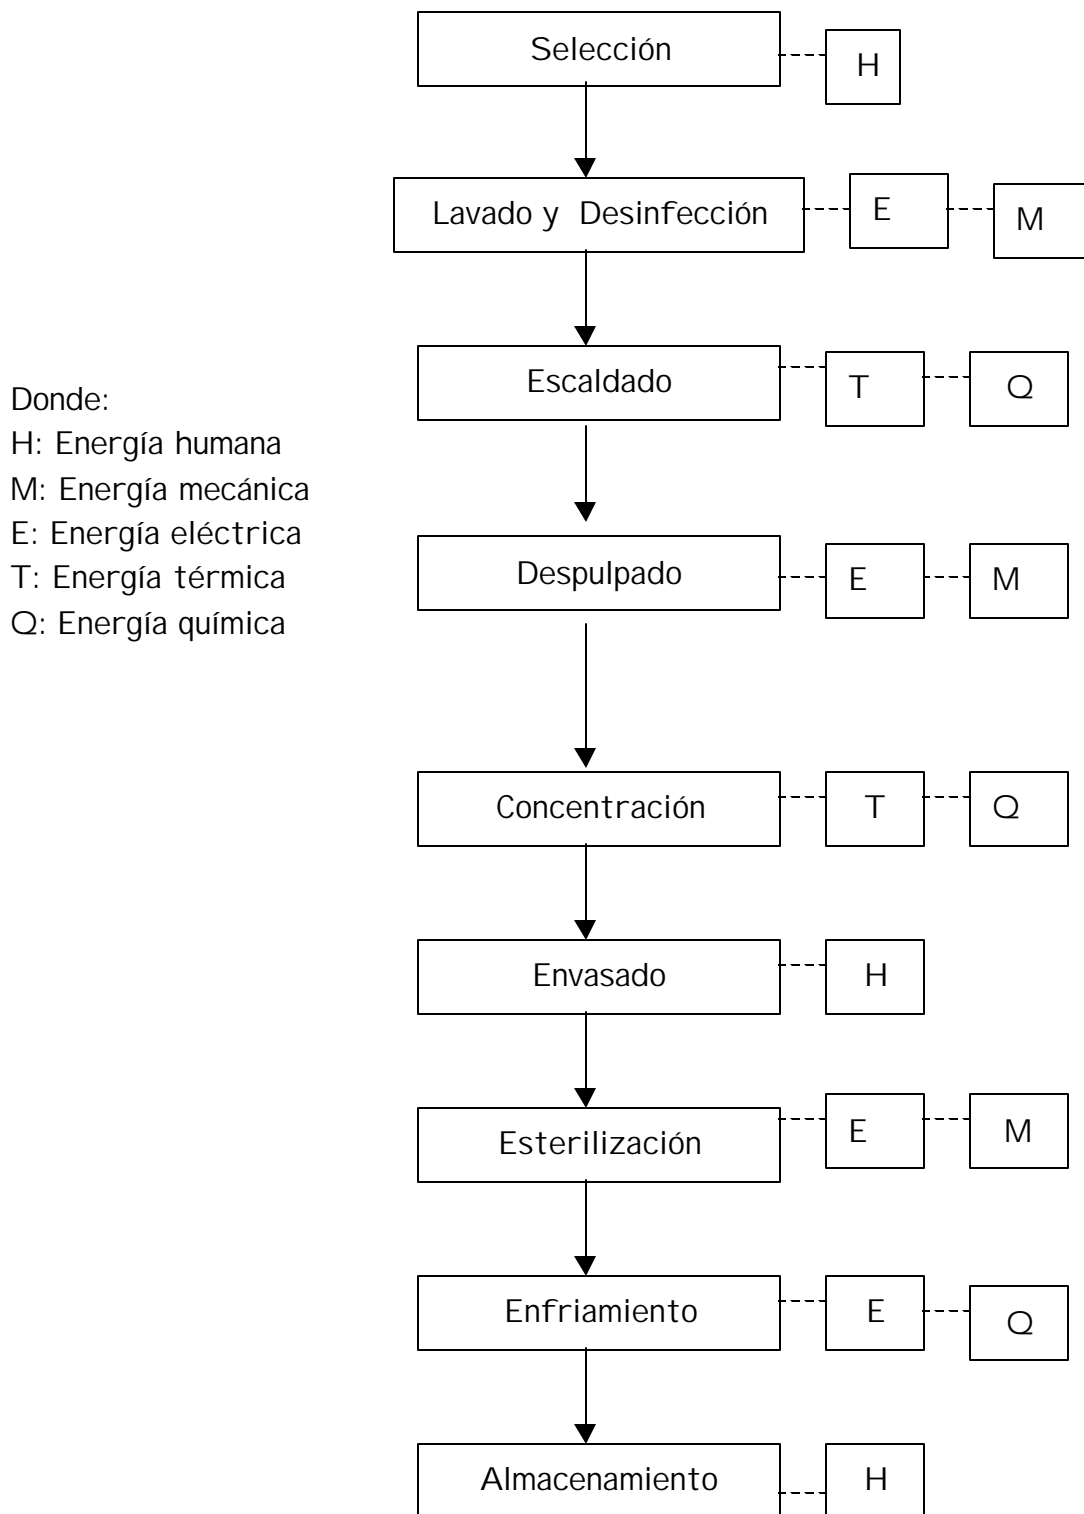 Selección
H
Lavado y Desinfección
E
M
Escaldado
T
Q
Donde:
H: Energía humana
M: Energía mecánica
E: Energía eléctrica
T: Energía térmica
Q: Energía química
Despulpado
E
M
Concentración
T
Q
Envasado
H
Esterilización
E
M
Enfriamiento
E
Q
Almacenamiento
H